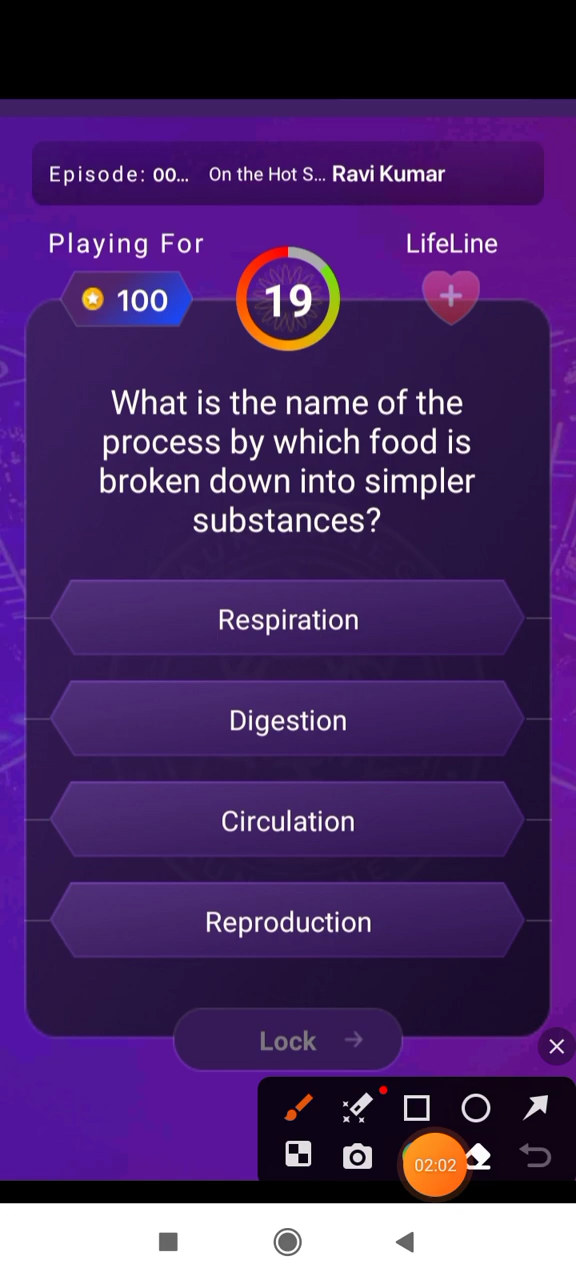 Episode: 00... On the Hot S... Ravi Kumar
Playing For
LifeLine
100
19
What is the name of the
process by which food is
broken down into simpler
substances?
Respiration
Digestion
Circulation
Reproduction
Lock
02:02